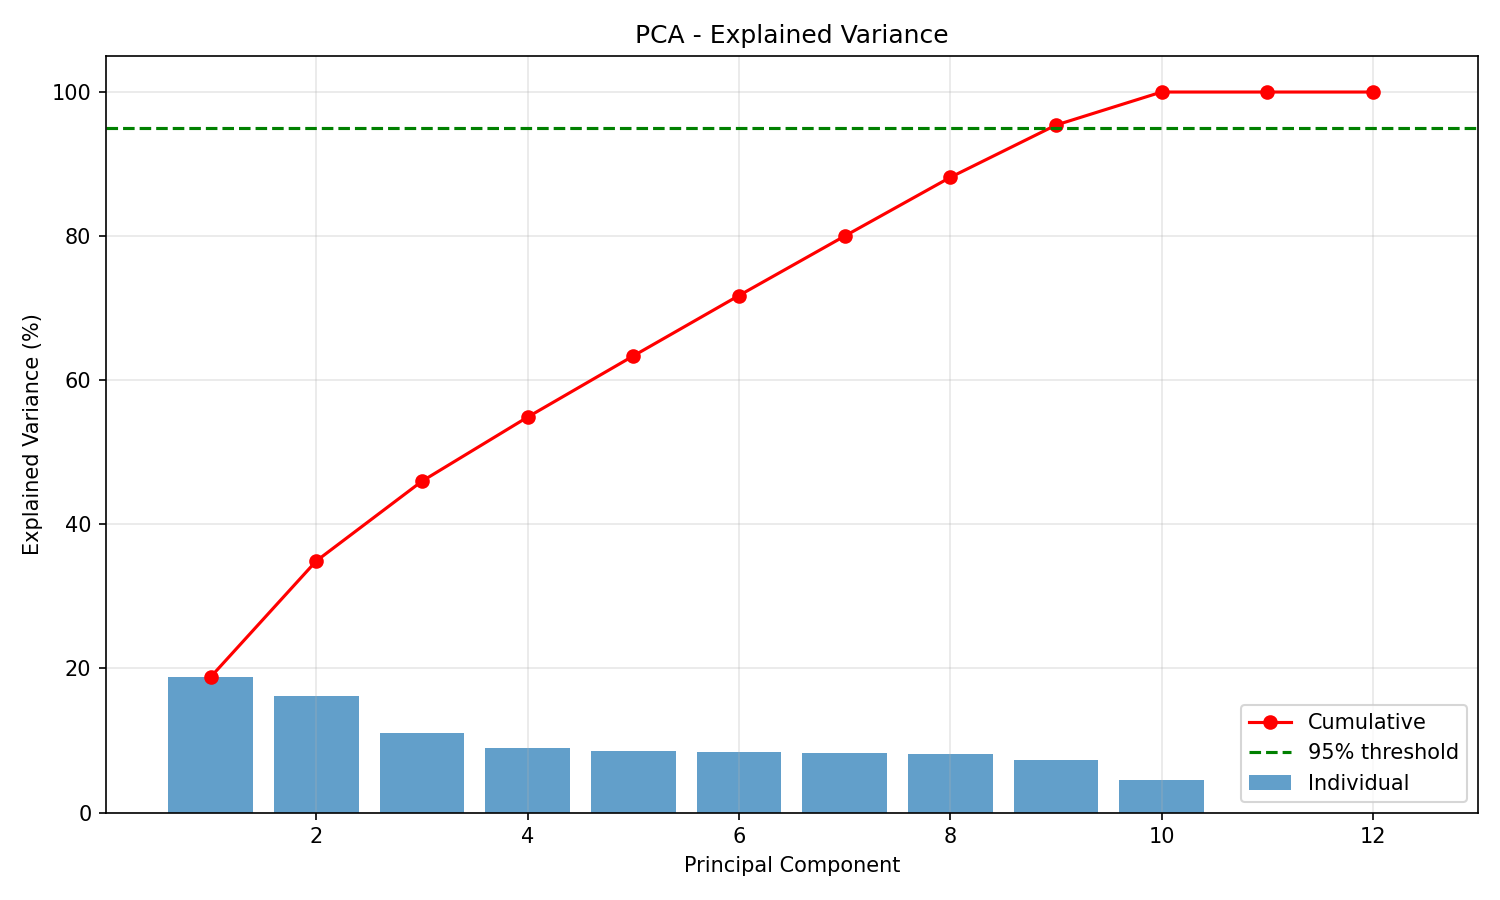 PCA - Explained Variance
Explained Variance (%)
100
80
60
40
20
0
2 4 6 8 10 12
Principal Component
Cumulative
95% threshold
Individual